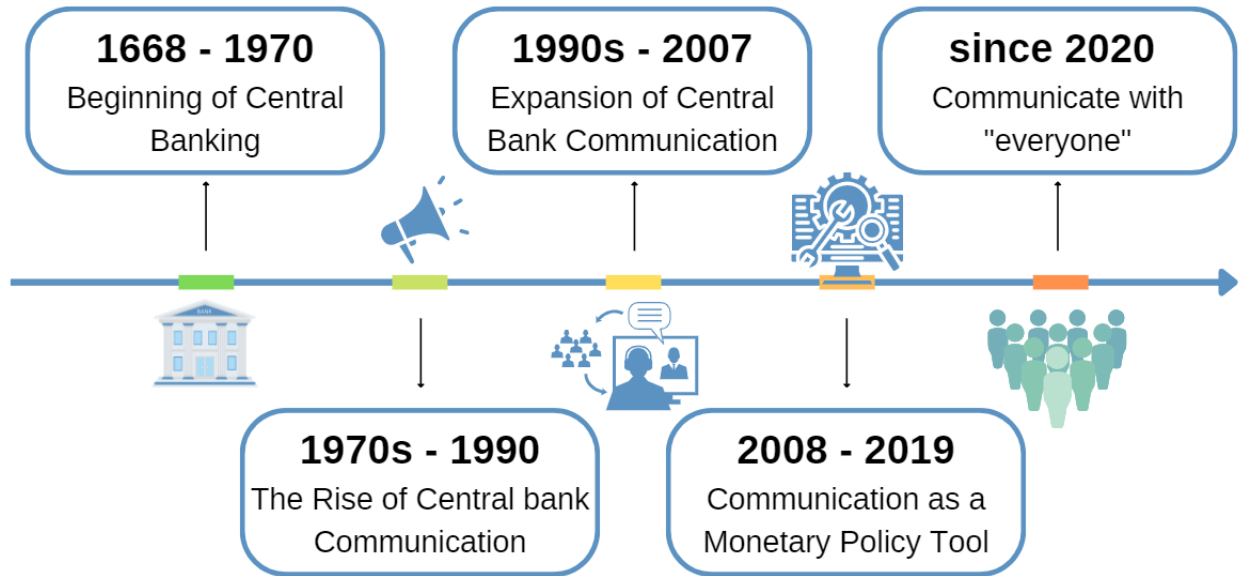 1668 - 1970
Beginning of Central
Banking
1990s - 2007
Expansion of Central
Bank Communication
since 2020
Communicate with
"everyone"
BANK
1970s - 1990
The Rise of Central bank
Communication
2008 - 2019
Communication as a
Monetary Policy Tool